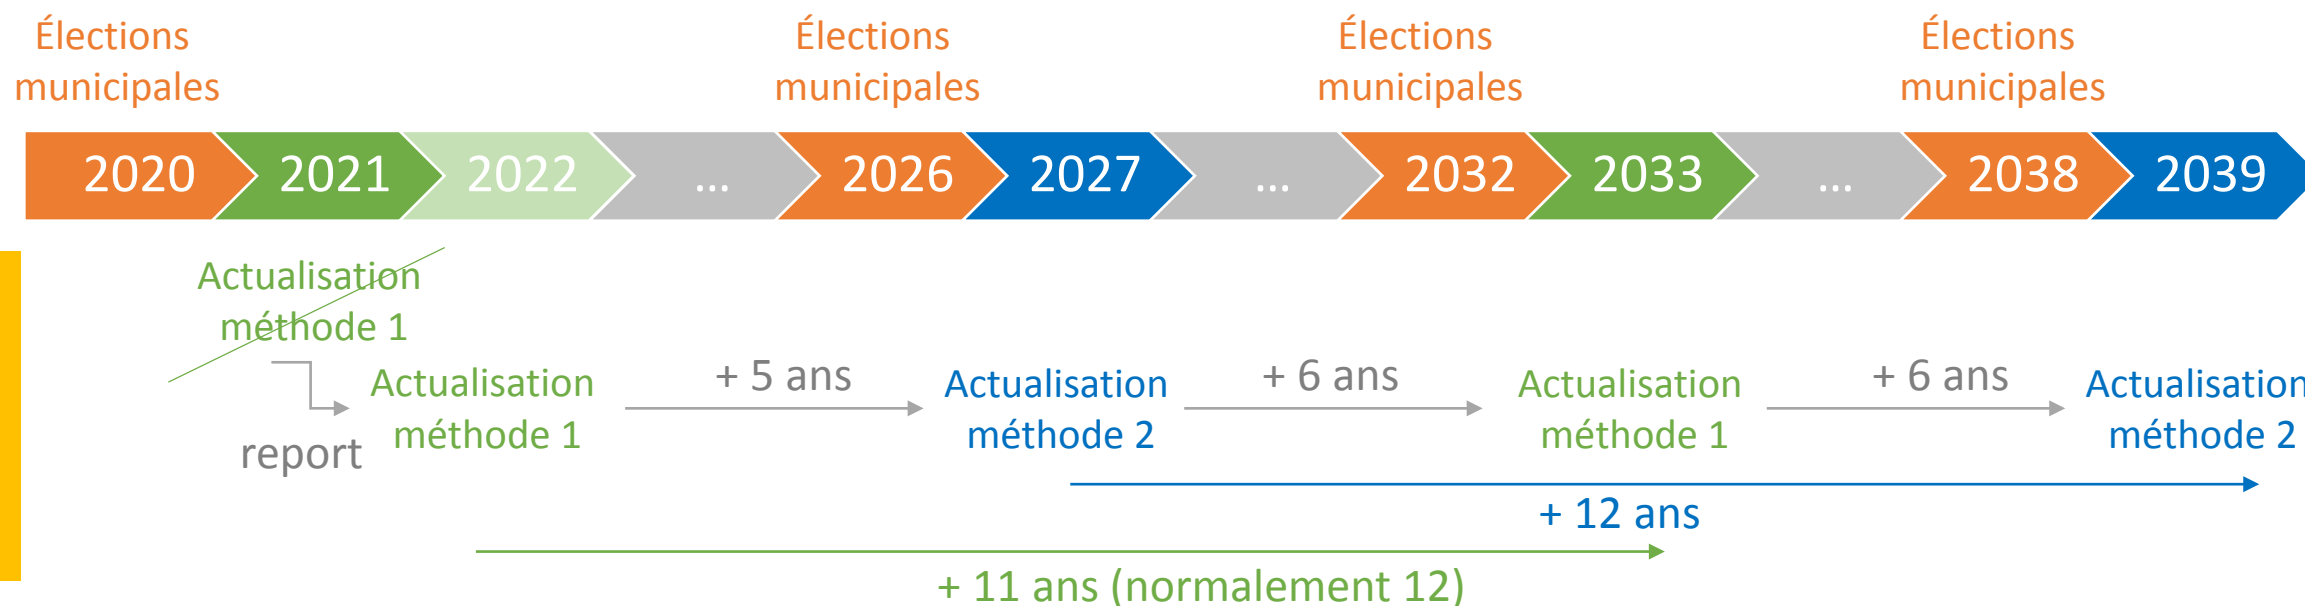 Élections
municipales
Élections
municipales
Élections
municipales
Élections
municipales
2020 2021 2022 ... 2026 2027 ... 2032 2033 ... 2038 2039
Actualisation
méthode 1
report
Actualisation
méthode 1
+ 5 ans
Actualisation
méthode 2
+ 6 ans
Actualisation
méthode 1
+ 6 ans
Actualisation
méthode 2
+ 12 ans
+ 11 ans (normalement 12)